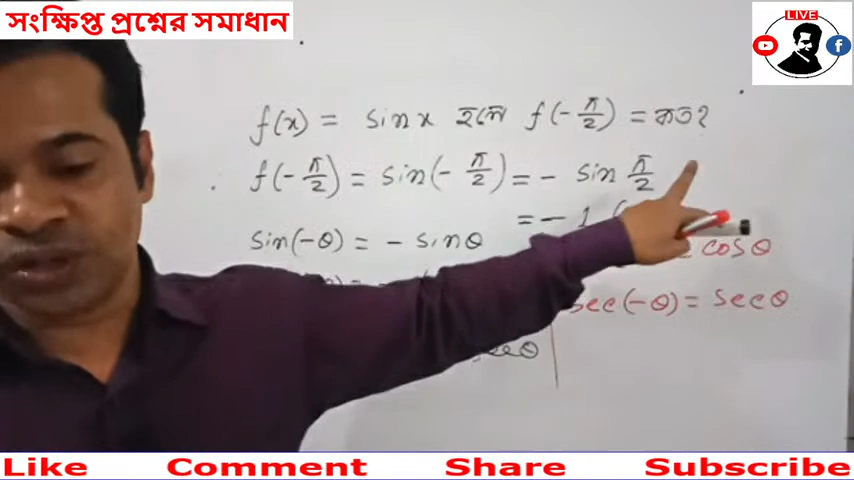 সংক্ষিপ্ত প্রশ্নের সমাধান
LIVE
f(x) = sin x হলে f(-π/2) = কত?
f(-π/2) = sin(-π/2) = - sin π/2
= - 1
sin(-θ) = - sinθ
= cosθ
sec(-θ) = secθ
secθ
Like Comment Share Subscribe